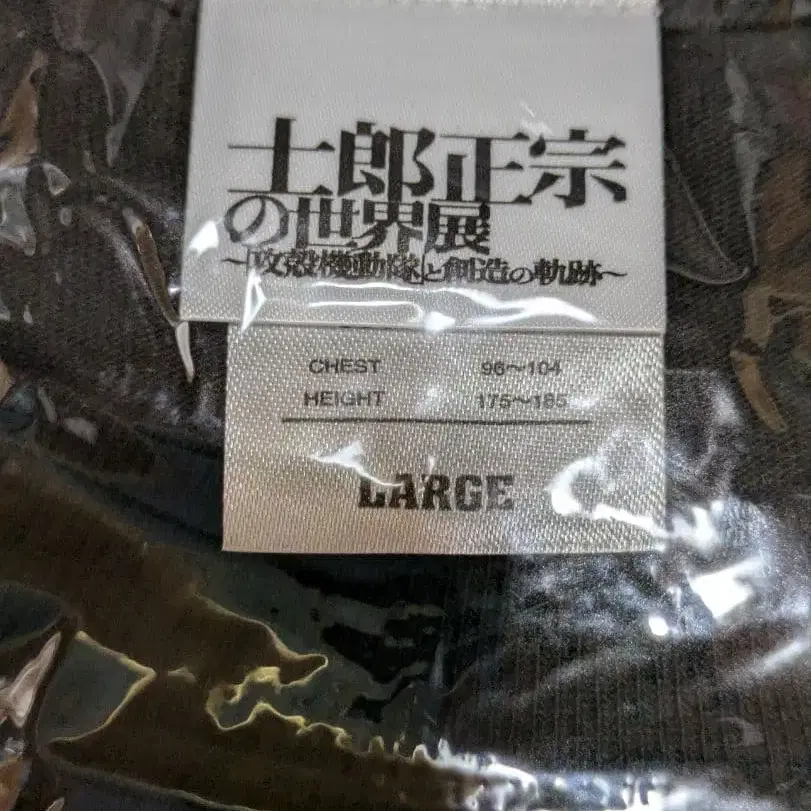 士郎正宗
の世界展
～「攻殻機動隊」と創造の軌跡～
CHEST 96～104
HEIGHT 175～185
LARGE